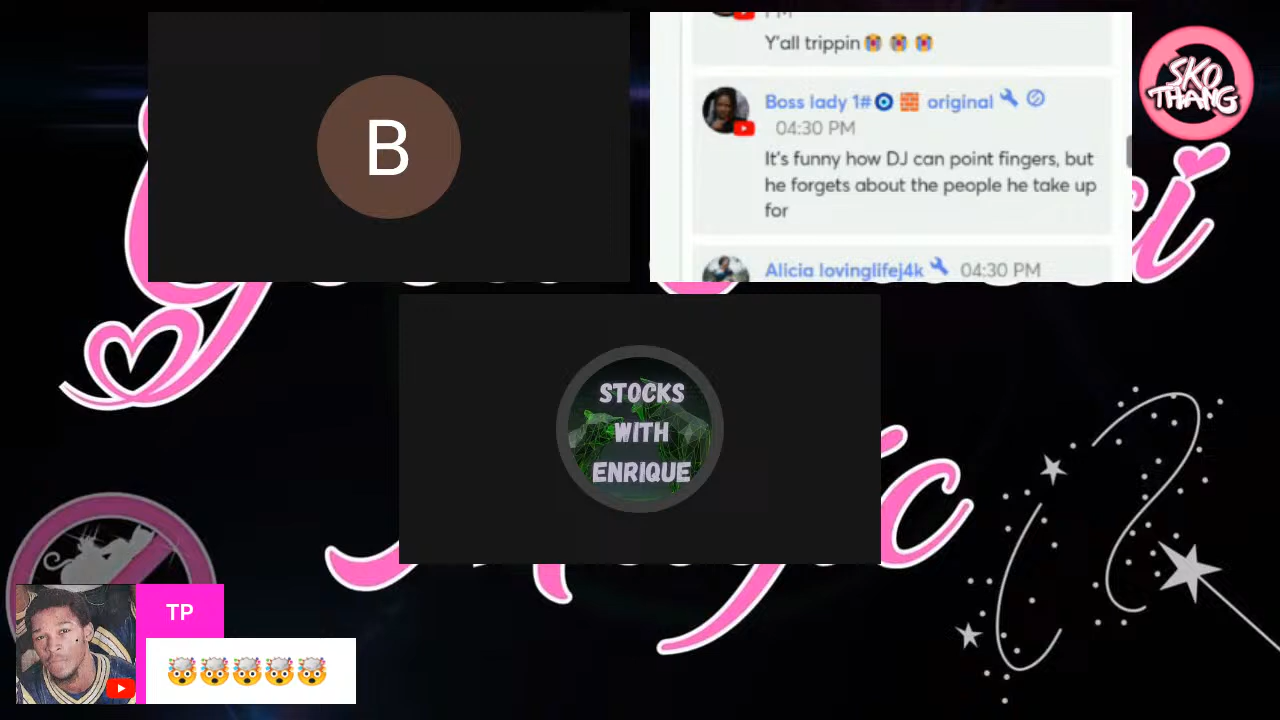 B
PM
Y'all trippin😭 😭 😭
Boss lady 1#🧿 🧱 original
04:30 PM
It's funny how DJ can point fingers, but
he forgets about the people he take up
for
Alicia lovinglifej4k 04:30 PM
SKO
THANG
STOCKS
WITH
ENRIQUE
TP
🤯🤯🤯🤯🤯